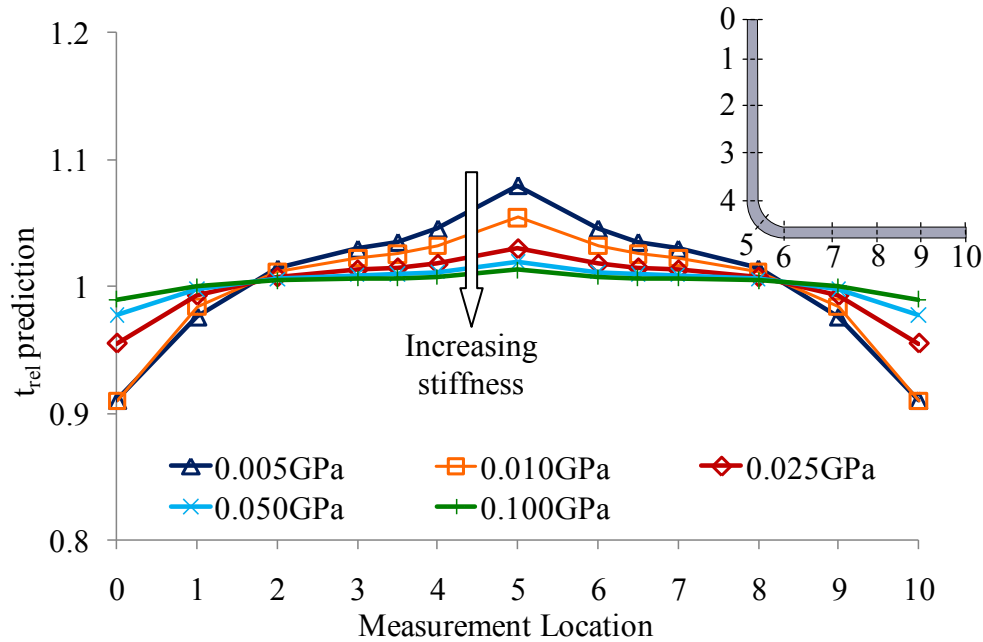 1.2
1.1
1
0.9
0.8
t_rel prediction
0
1
2
3
4
5
6
7
8
9
10
Increasing
stiffness
0.005GPa 0.010GPa 0.025GPa
0.050GPa 0.100GPa
0 1 2 3 4 5 6 7 8 9 10
Measurement Location